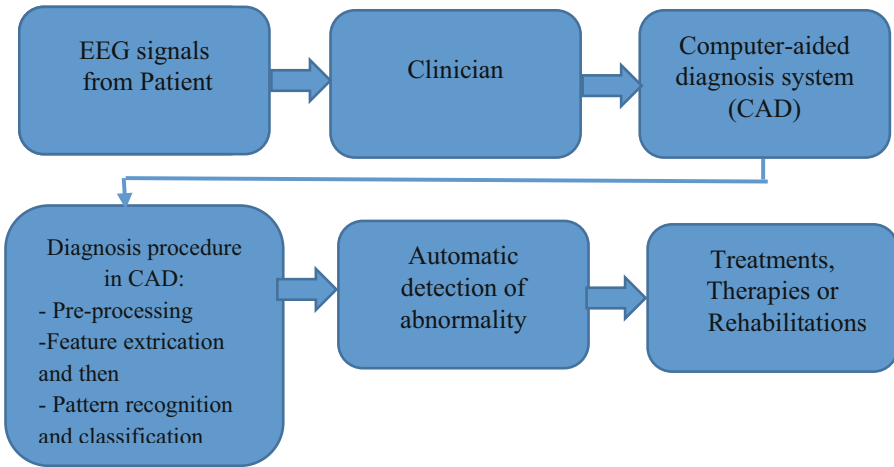 EEG signals
from Patient
Clinician
Computer-aided
diagnosis system
(CAD)
Diagnosis procedure
in CAD:
- Pre-processing
-Feature extrication
and then
- Pattern recognition
and classification
Automatic
detection of
abnormality
Treatments,
Therapies or
Rehabilitations